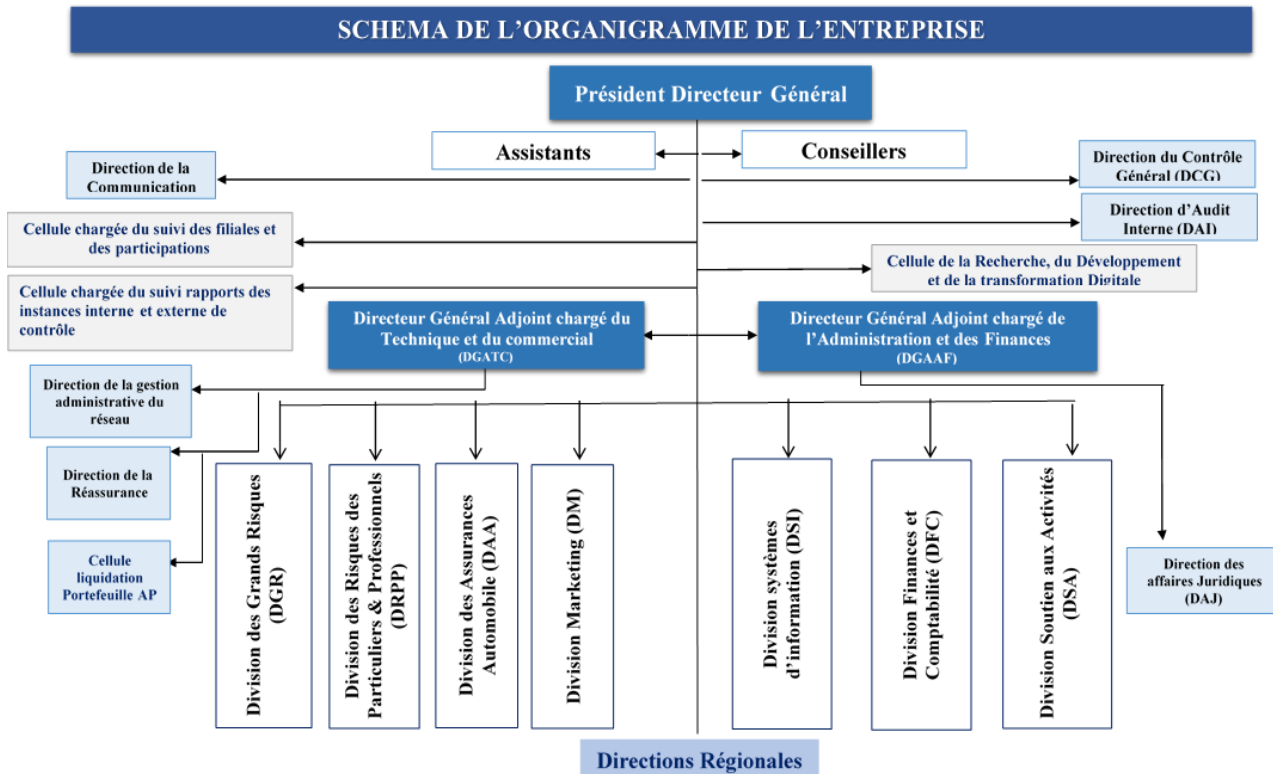 SCHEMA DE L'ORGANIGRAMME DE L'ENTREPRISE
Président Directeur Général
Assistants
Conseillers
Direction de la
Communication
Direction du Contrôle
Général (DCG)
Cellule chargée du suivi des filiales et
des participations
Direction d'Audit
Interne (DAI)
Cellule de la Recherche, du Développement
et de la transformation Digitale
Cellule chargée du suivi rapports des
instances interne et externe de
contrôle
Directeur Général Adjoint chargé du
Technique et du commercial
(DGATC)
Directeur Général Adjoint chargé de
l'Administration et des Finances
(DGAAF)
Direction de la gestion
administrative du
réseau
Direction de la
Réassurance
Cellule
liquidation
Portefeuille AP
Division des Grands Risques
(DGR)
Division des Risques des
Particuliers & Professionnels
(DRPP)
Division des Assurances
Automobile (DAA)
Division Marketing (DM)
Division systèmes
d'information (DSI)
Division Finances et
Comptabilité (DFC)
Division Soutien aux Activités
(DSA)
Direction des
affaires Juridiques
(DAJ)
Directions Régionales